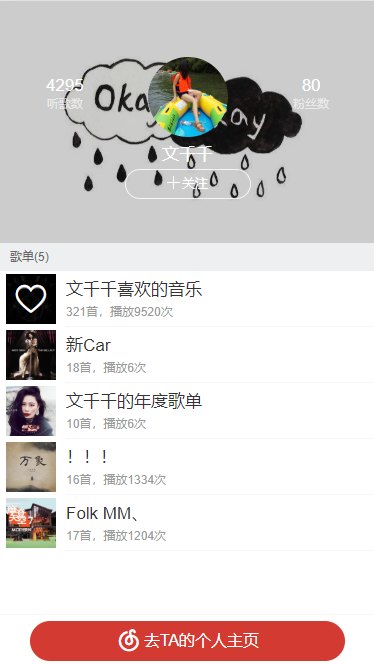 4295
听歌数
80
粉丝数
Okay
Okay
文千千
＋关注
歌单(5)
文千千喜欢的音乐
321首，播放9520次
新Car
18首，播放6次
文千千的年度歌单
10首，播放6次
万象
！！！
16首，播放1334次
Folk MM、
17首，播放1204次
去TA的个人主页